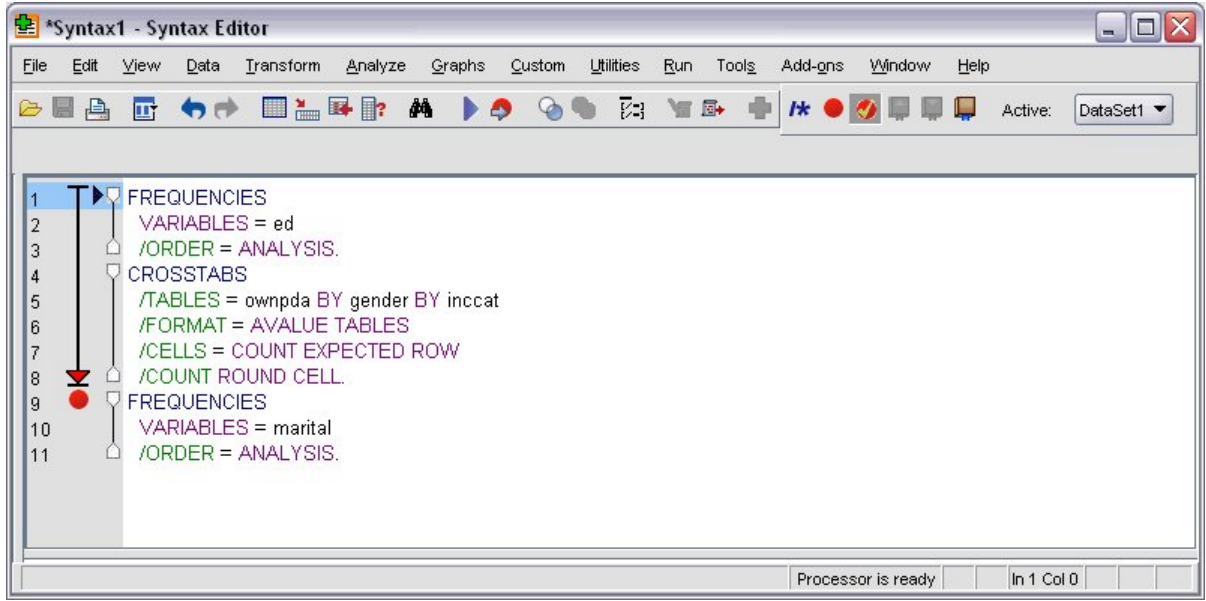 *Syntax1 - Syntax Editor
File Edit View Data Transform Analyze Graphs Custom Utilities Run Tools Add-ons Window Help
Active: DataSet1
1 FREQUENCIES
2 VARIABLES = ed
3 /ORDER = ANALYSIS.
4 CROSSTABS
5 /TABLES = ownpda BY gender BY inccat
6 /FORMAT = AVALUE TABLES
7 /CELLS = COUNT EXPECTED ROW
8 /COUNT ROUND CELL.
9 FREQUENCIES
10 VARIABLES = marital
11 /ORDER = ANALYSIS.
Processor is ready In 1 Col 0